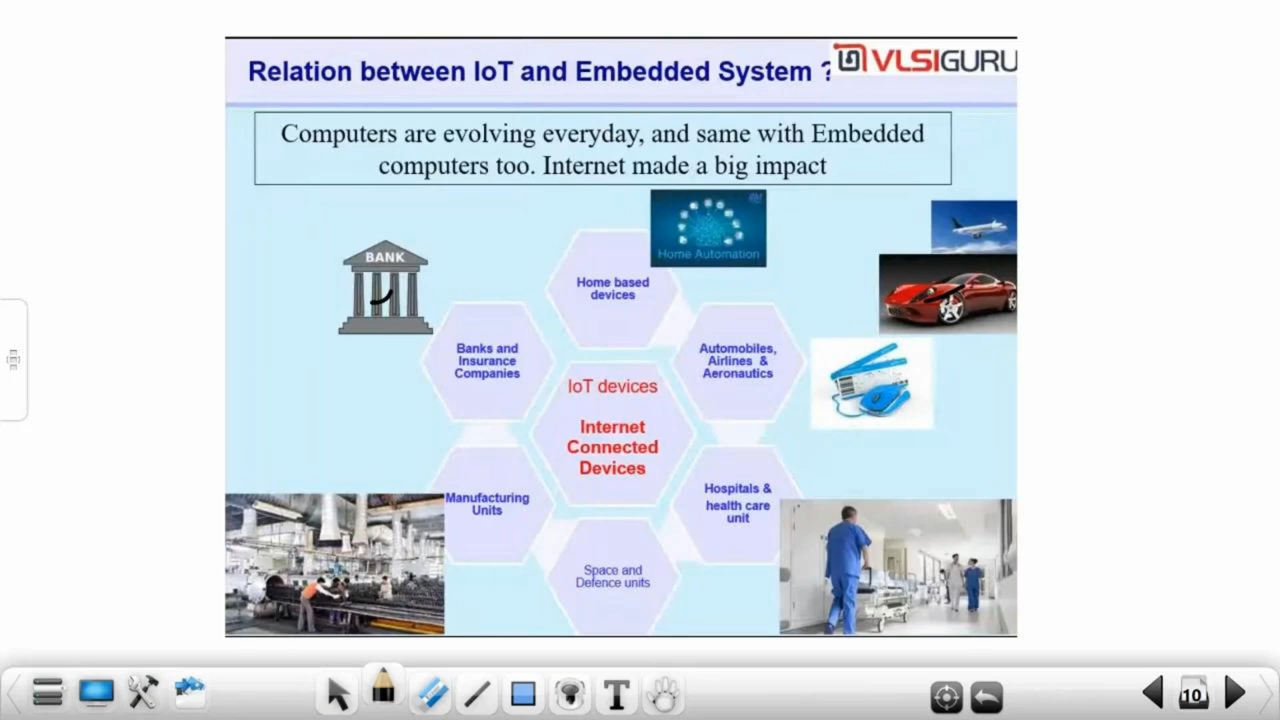 Relation between IoT and Embedded System ?
VLSIGURU
Computers are evolving everyday, and same with Embedded
computers too. Internet made a big impact
BANK
Home Automation
Home based
devices
Banks and
Insurance
Companies
Automobiles,
Airlines &
Aeronautics
IoT devices
Internet
Connected
Devices
Manufacturing
Units
Hospitals &
health care
unit
Space and
Defence units
T
10